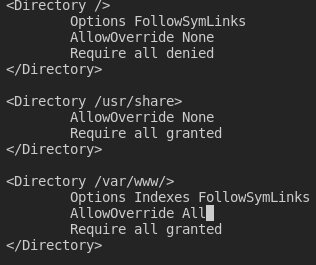 <Directory />
Options FollowSymLinks
AllowOverride None
Require all denied
</Directory>
<Directory /usr/share>
AllowOverride None
Require all granted
</Directory>
<Directory /var/www/>
Options Indexes FollowSymLinks
AllowOverride All
Require all granted
</Directory>